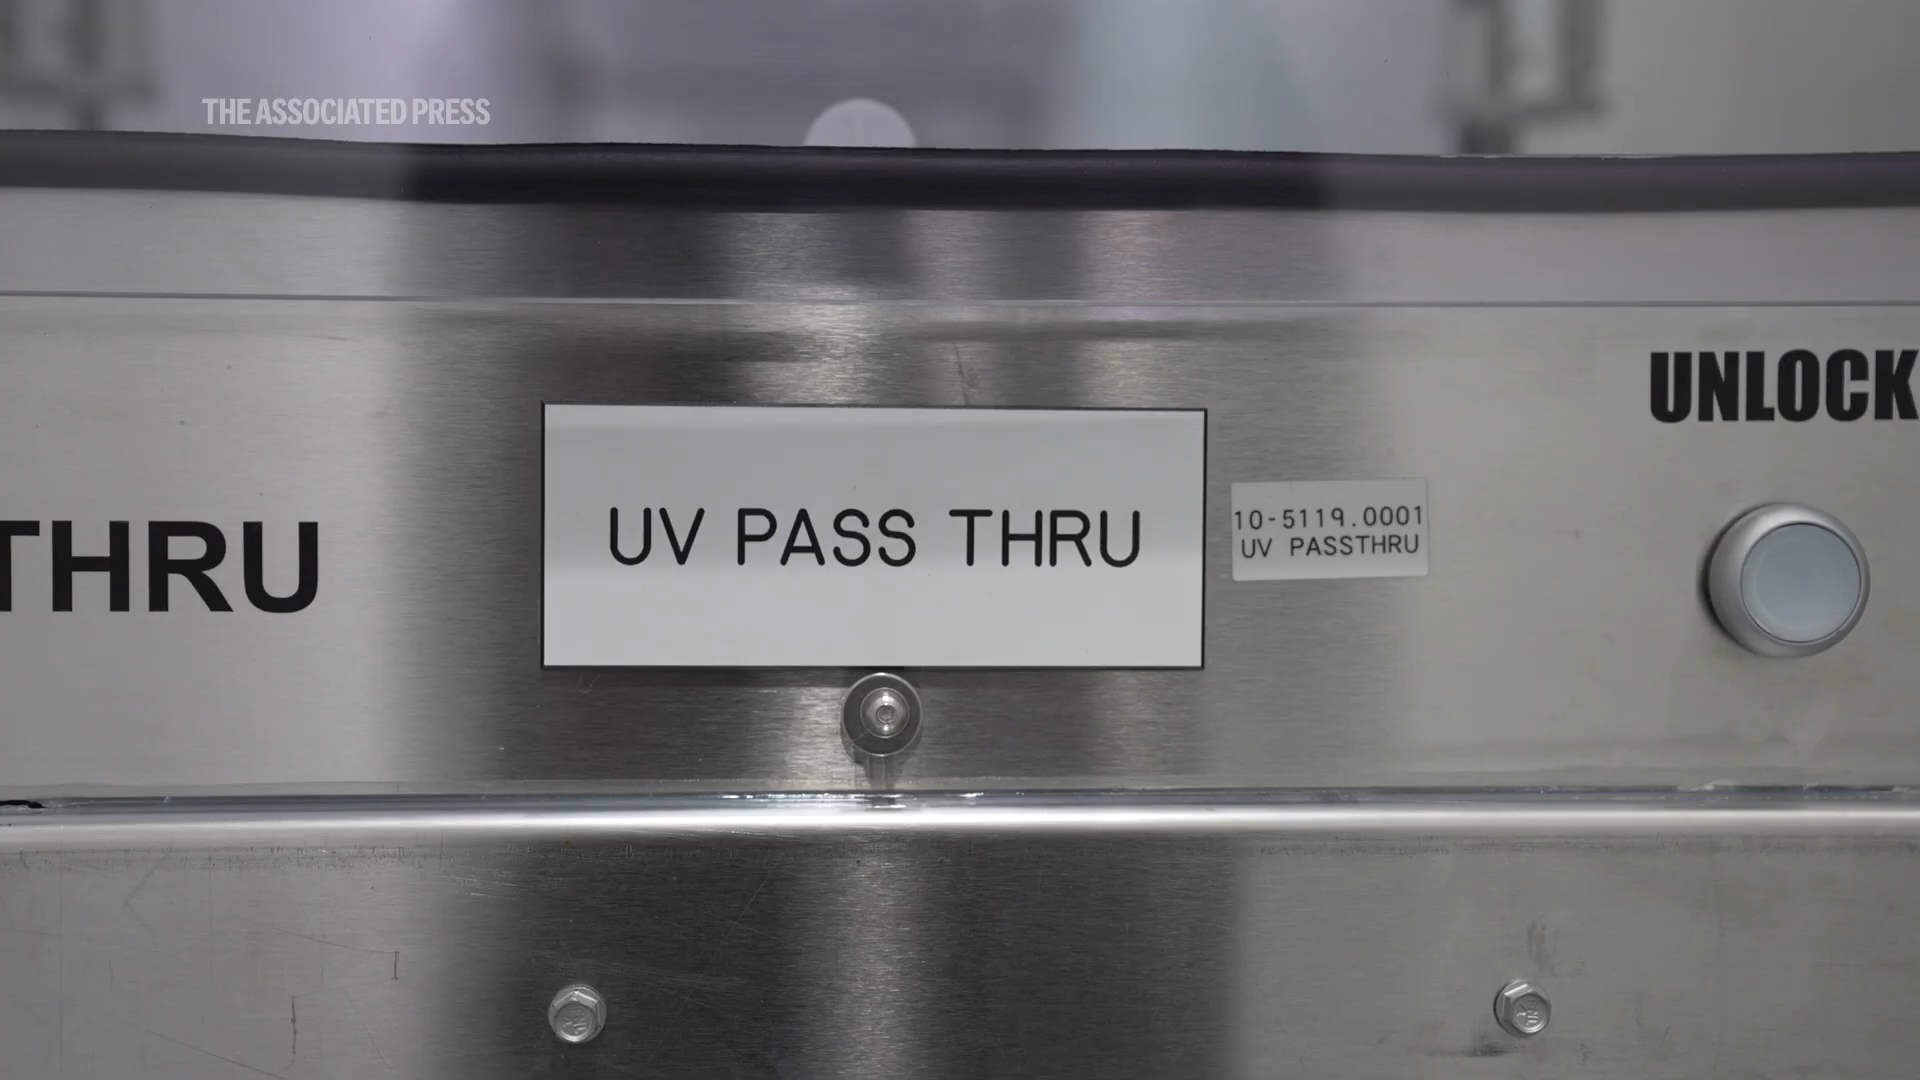 THE ASSOCIATED PRESS
UNLOCK
THRU
UV PASS THRU
10-5119.0001
UV PASSTHRU